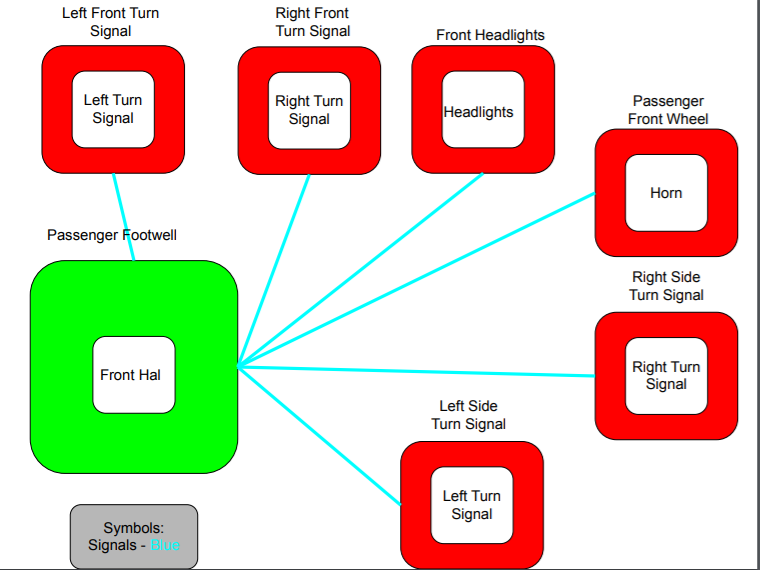 Left Front Turn
Signal
Right Front
Turn Signal
Front Headlights
Left Turn
Signal
Right Turn
Signal
Headlights
Passenger
Front Wheel
Horn
Passenger Footwell
Front Hal
Right Side
Turn Signal
Right Turn
Signal
Left Side
Turn Signal
Left Turn
Signal
Symbols:
Signals - Blue